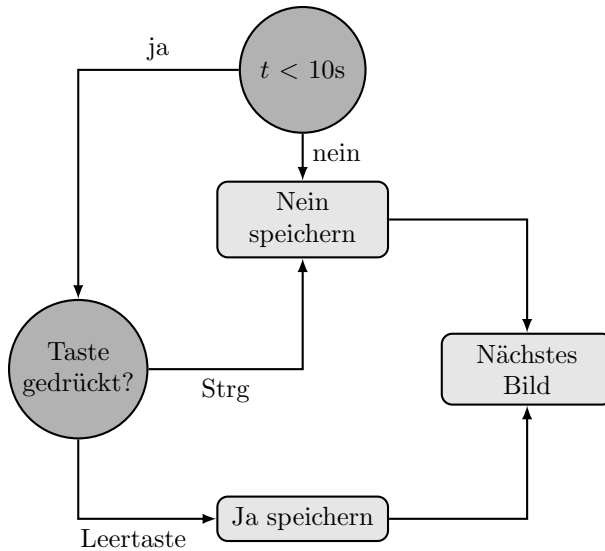 ja
t < 10s
nein
Nein
speichern
Taste
gedrückt?
Strg
Nächstes
Bild
Leertaste
Ja speichern